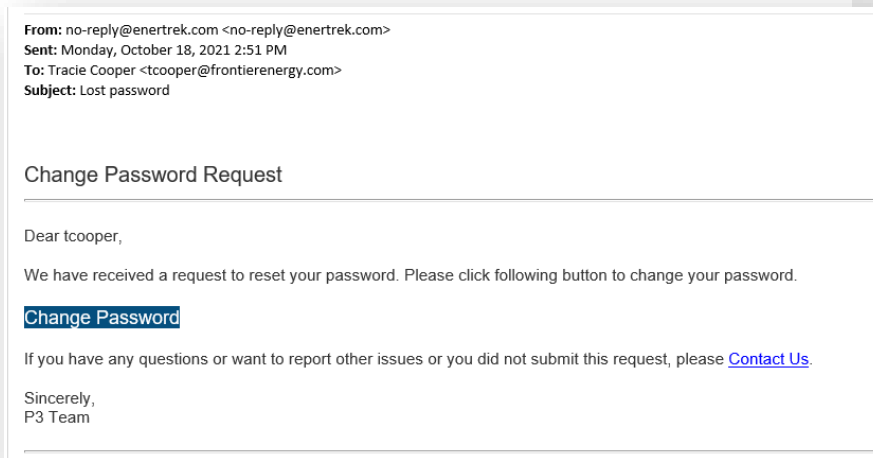 From: no-reply@enertrek.com <no-reply@enertrek.com>
Sent: Monday, October 18, 2021 2:51 PM
To: Tracie Cooper <tcooper@frontierenergy.com>
Subject: Lost password
Change Password Request
Dear tcooper,
We have received a request to reset your password. Please click following button to change your password.
Change Password
If you have any questions or want to report other issues or you did not submit this request, please Contact Us.
Sincerely,
P3 Team